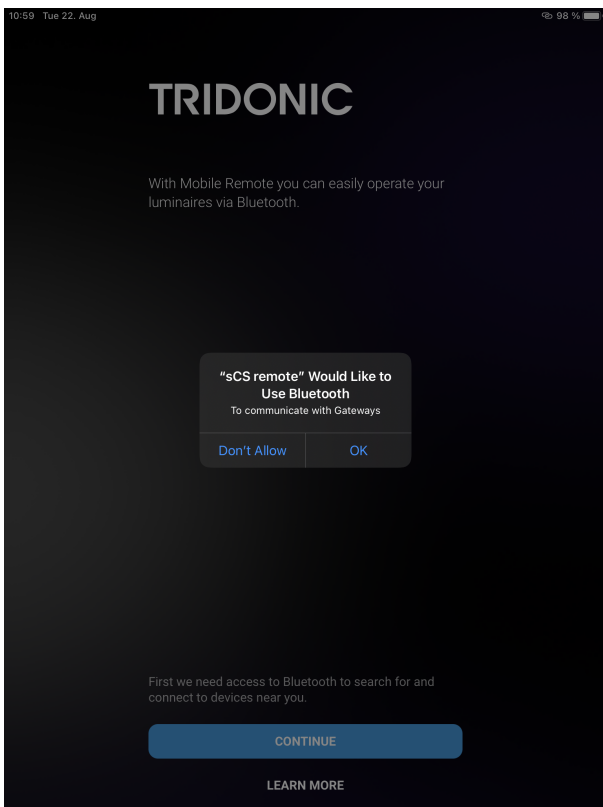 10:59 Tue 22. Aug
98 %
TRIDONIC
With Mobile Remote you can easily operate your
luminaires via Bluetooth.
“sCS remote” Would Like to
Use Bluetooth
To communicate with Gateways
Don't Allow
OK
First we need access to Bluetooth to search for and
connect to devices near you.
CONTINUE
LEARN MORE